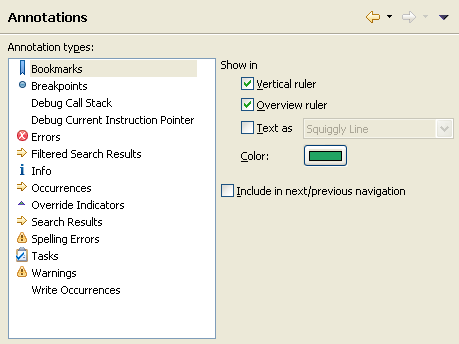 Annotations
Annotation types:
Bookmarks
Breakpoints
Debug Call Stack
Debug Current Instruction Pointer
Errors
Filtered Search Results
Info
Occurrences
Override Indicators
Search Results
Spelling Errors
Tasks
Warnings
Write Occurrences
Show in
Vertical ruler
Overview ruler
Text as
Squiggly Line
Color:
Include in next/previous navigation